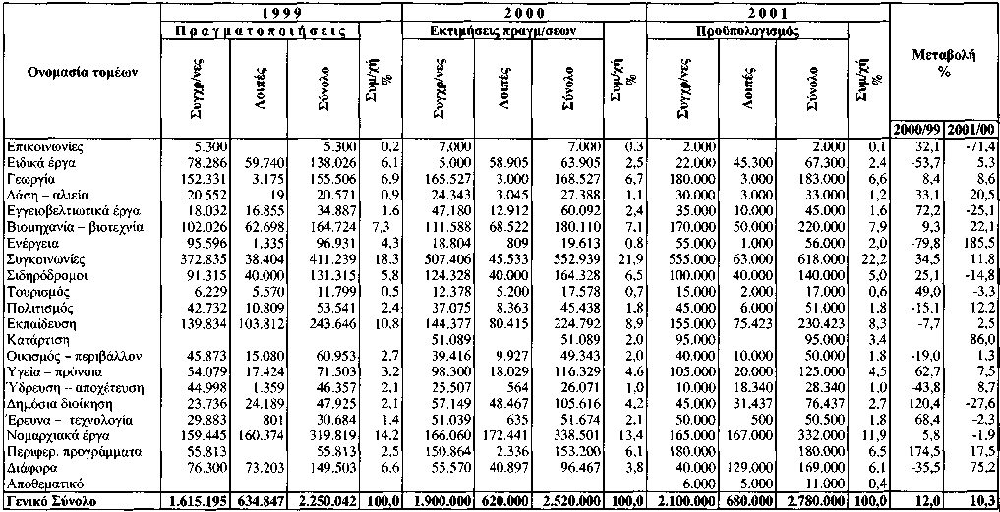 1999 2000 2001
Πραγματοποιήσεις Εκτιμήσεις πραγμ/σεων Προϋπολογισμός
Ονομασία τομέων Συγχρ/νες Λοιπές Σύνολο Συμ/χή % Συγχρ/νες Λοιπές Σύνολο Συμ/χή % Συγχρ/νες Λοιπές Σύνολο Συμ/χή % Μεταβολή %
2000/99 2001/00
Επικοινωνίες 5.300 5.300 0,2 7.000 7.000 0,3 2.000 2.000 0,1 32,1 -71,4
Ειδικά έργα 78.286 59.740 138.026 6,1 5.000 58.905 63.905 2,5 22.000 45.300 67.300 2,4 -53,7 5,3
Γεωργία 152.331 3.175 155.506 6,9 165.527 3.000 168.527 6,7 180.000 3.000 183.000 6,6 8,4 8,6
Δάση – αλιεία 20.552 19 20.571 0,9 24.343 3.045 27.388 1,1 30.000 3.000 33.000 1,2 33,1 20,5
Εγγειοβελτιωτικά έργα 18.032 16.855 34.887 1,6 47.180 12.912 60.092 2,4 35.000 10.000 45.000 1,6 72,2 -25,1
Βιομηχανία – βιοτεχνία 102.026 62.698 164.724 7,3 111.588 68.522 180.110 7,1 170.000 50.000 220.000 7,9 9,3 22,1
Ενέργεια 95.596 1.335 96.931 4,3 18.804 809 19.613 0,8 55.000 1.000 56.000 2,0 -79,8 185,5
Συγκοινωνίες 372.835 38.404 411.239 18,3 507.406 45.533 552.939 21,9 555.000 63.000 618.000 22,2 34,5 11,8
Σιδηρόδρομοι 91.315 40.000 131.315 5,8 124.328 40.000 164.328 6,5 100.000 40.000 140.000 5,0 25,1 -14,8
Τουρισμός 6.229 5.570 11.799 0,5 12.378 5.200 17.578 0,7 15.000 2.000 17.000 0,6 49,0 -3,3
Πολιτισμός 42.732 10.809 53.541 2,4 37.075 8.363 45.438 1,8 45.000 6.000 51.000 1,8 -15,1 12,2
Εκπαίδευση 139.834 103.812 243.646 10,8 144.377 80.415 224.792 8,9 155.000 75.423 230.423 8,3 -7,7 2,5
Κατάρτιση 51.089 51.089 2,0 95.000 95.000 3,4 86,0
Οικισμός – περιβάλλον 45.873 15.080 60.953 2,7 39.416 9.927 49.343 2,0 40.000 10.000 50.000 1,8 -19,0 1,3
Υγεία – πρόνοια 54.079 17.424 71.503 3,2 98.300 18.029 116.329 4,6 105.000 20.000 125.000 4,5 62,7 7,5
Ύδρευση – αποχέτευση 44.998 1.359 46.357 2,1 25.507 564 26.071 1,0 10.000 18.340 28.340 1,0 -43,8 8,7
Δημόσια διοίκηση 23.736 24.189 47.925 2,1 57.149 48.467 105.616 4,2 45.000 31.437 76.437 2,7 120,4 -27,6
Έρευνα – τεχνολογία 29.883 801 30.684 1,4 51.039 635 51.674 2,1 50.000 500 50.500 1,8 68,4 -2,3
Νομαρχιακά έργα 159.445 160.374 319.819 14,2 166.060 172.441 338.501 13,4 165.000 167.000 332.000 11,9 5,8 -1,9
Περιφερ. προγράμματα 55.813 55.813 2,5 150.864 2.336 153.200 6,1 180.000 180.000 6,5 174,5 17,5
Διάφορα 76.300 73.203 149.503 6,6 55.570 40.897 96.467 3,8 40.000 129.000 169.000 6,1 -35,5 75,2
Αποθεματικό 6.000 5.000 11.000 0,4
Γενικό Σύνολο 1.615.195 634.847 2.250.042 100,0 1.900.000 620.000 2.520.000 100,0 2.100.000 680.000 2.780.000 100,0 12,0 10,3